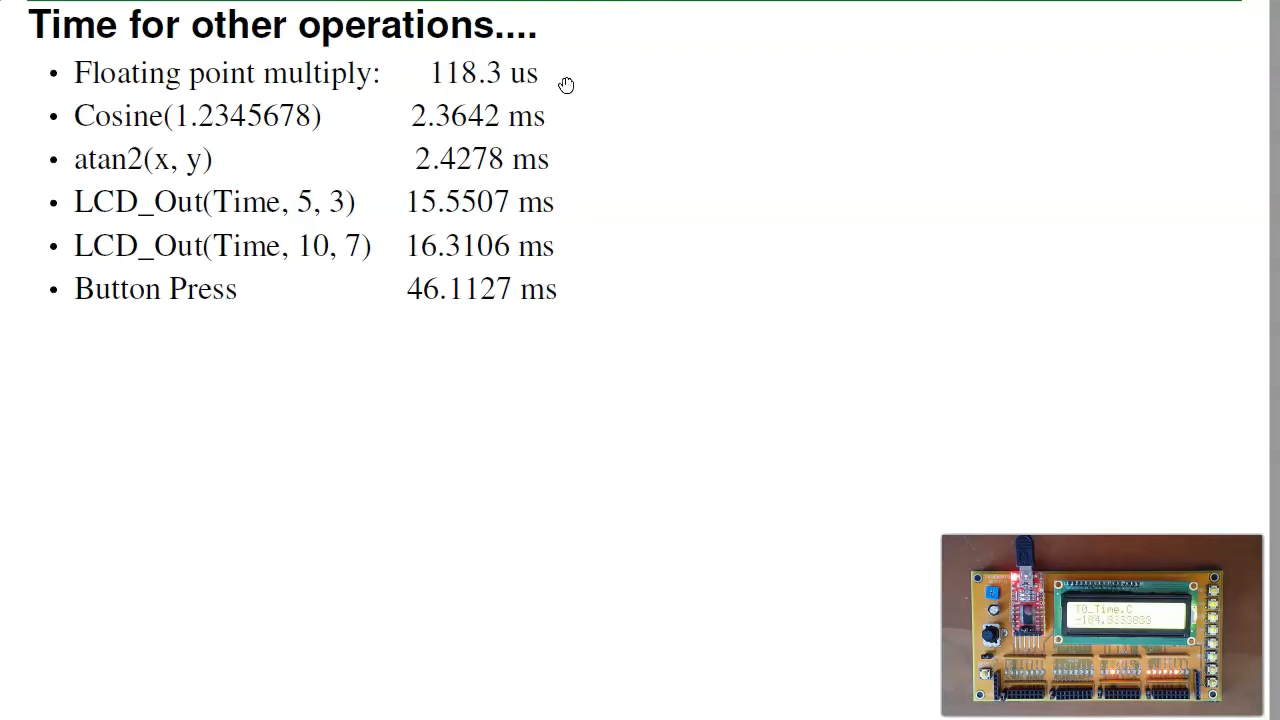 Time for other operations....
• Floating point multiply: 118.3 us
• Cosine(1.2345678) 2.3642 ms
• atan2(x, y) 2.4278 ms
• LCD_Out(Time, 5, 3) 15.5507 ms
• LCD_Out(Time, 10, 7) 16.3106 ms
• Button Press 46.1127 ms
T0_Time.C